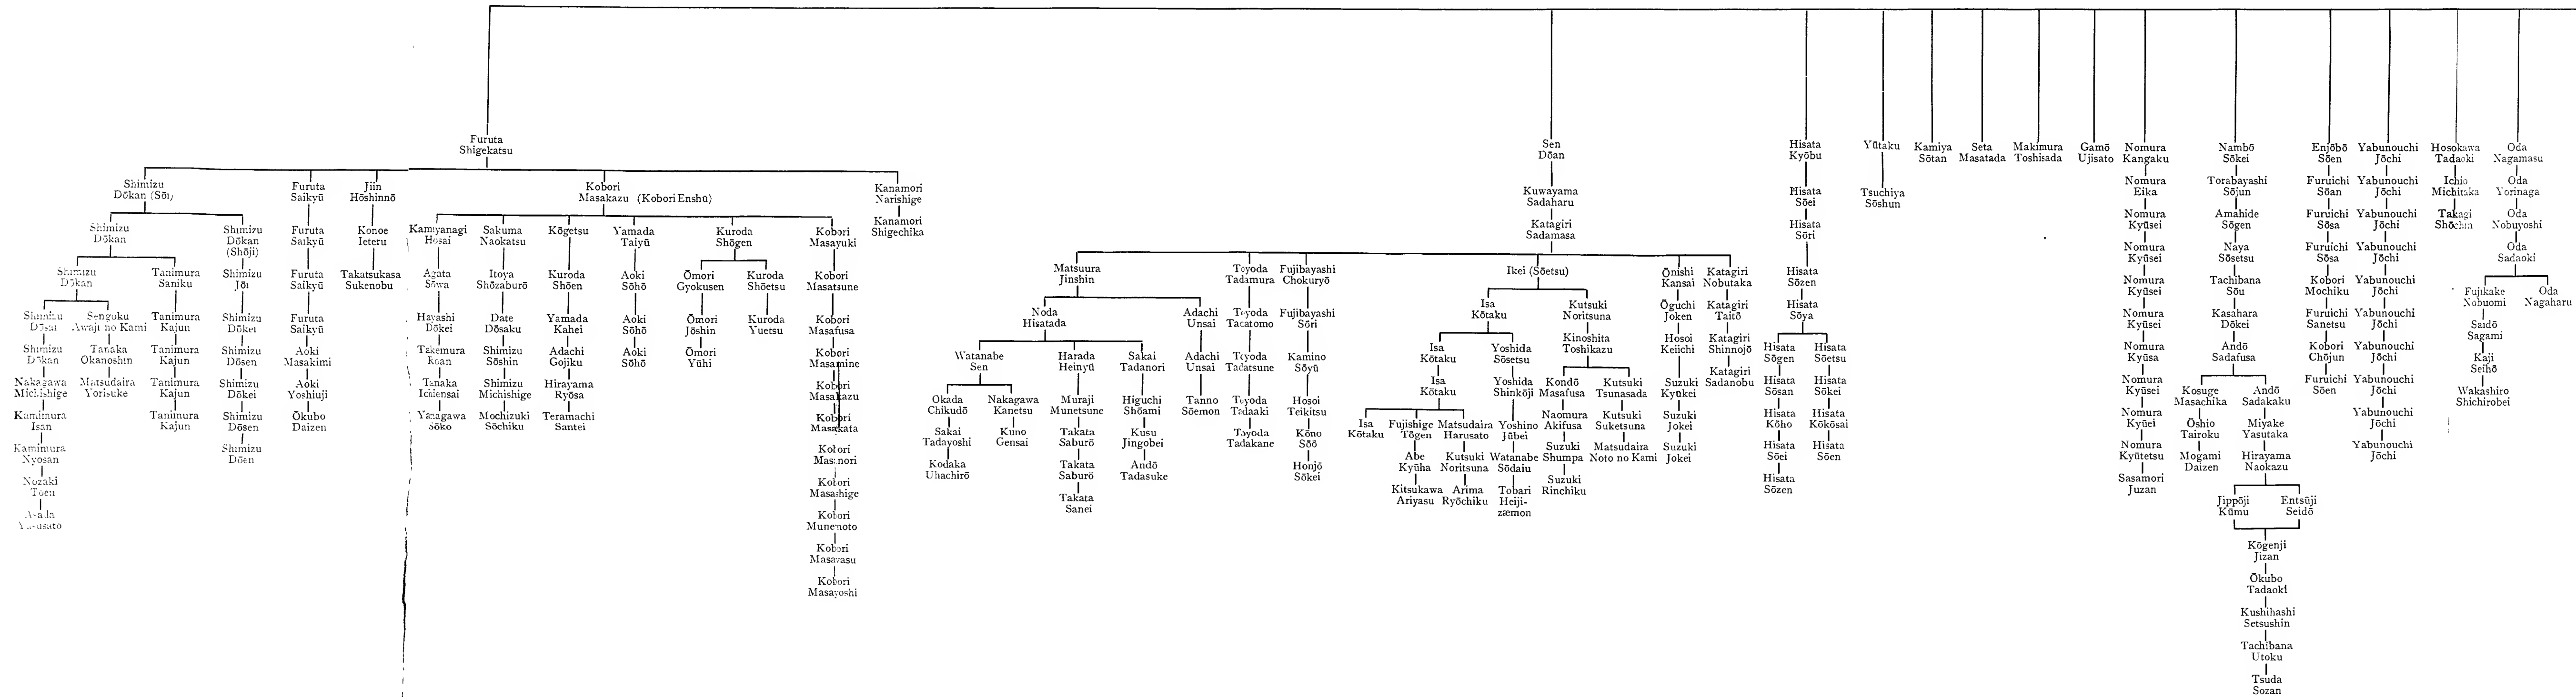 Furuta
Shigekatsu
Shimizu
Dōkan (Sōi)
Shimizu
Dōkan
Shimizu
Dōkan
Shimizu
Dōsai
Shimizu
Dōkan
Nakagawa
Michishige
Kamimura
Isan
Kamimura
Nyosan
Nozaki
Tōen
Asada
Yasusato
Sengoku
Awaji no Kami
Tanaka
Okanoshin
Matsudaira
Yorisuke
Tanimura
Saniku
Tanimura
Kajun
Tanimura
Kajun
Tanimura
Kajun
Tanimura
Kajun
Shimizu
Dōkan
(Shōji)
Shimizu
Jōi
Shimizu
Dōkei
Shimizu
Dōsen
Shimizu
Dōkei
Shimizu
Dōsen
Shimizu
Dōen
Furuta
Saikyū
Furuta
Saikyū
Furuta
Saikyū
Furuta
Saikyū
Aoki
Masakimi
Aoki
Yoshiuji
Ōkubo
Daizen
Jiin
Hōshinnō
Konoe
Ieteru
Takatsukasa
Sukenobu
Kobori
Masakazu (Kobori Enshū)
Kamiyanagi
Hosai
Agata
Sōwa
Hayashi
Dōkei
Takemura
Roan
Tanaka
Ichiensai
Yanagawa
Sōko
Sakuma
Naokatsu
Itoya
Shōzaburō
Date
Dōsaku
Shimizu
Sōshin
Shimizu
Michishige
Mochizuki
Sōchiku
Kōgetsu
Kuroda
Shōen
Yamada
Kahei
Adachi
Gojiku
Hirayama
Ryōsa
Teramachi
Santei
Yamada
Taiyū
Aoki
Sōhō
Aoki
Sōhō
Aoki
Sōhō
Kuroda
Shōgen
Ōmori
Gyokusen
Ōmori
Jōshin
Ōmori
Yūhi
Kuroda
Shōetsu
Kuroda
Yuetsu
Kobori
Masayuki
Kobori
Masatsune
Kobori
Masafusa
Kobori
Masamine
Kobori
Masakazu
Kobori
Masakata
Kobori
Masanori
Kobori
Masashige
Kobori
Munemoto
Kobori
Masayasu
Kobori
Masayoshi
Kanamori
Narishige
Kanamori
Shigechika
Sen
Dōan
Kuwayama
Sadaharu
Katagiri
Sadamasa
Matsuura
Jinshin
Noda
Hisatada
Watanabe
Sen
Okada
Chikudō
Sakai
Tadayoshi
Kodaka
Uhachirō
Nakagawa
Kanetsu
Kuno
Gensai
Harada
Heinyū
Muraji
Munetsune
Takata
Saburō
Takata
Saburō
Takata
Sanei
Sakai
Tadanori
Higuchi
Shōami
Kusu
Jingobei
Andō
Tadasuke
Adachi
Unsai
Adachi
Unsai
Tanno
Sōemon
Toyoda
Tadamura
Toyoda
Tadatomo
Toyoda
Tadatsune
Toyoda
Tadaaki
Toyoda
Tadakane
Fujibayashi
Chokuryō
Fujibayashi
Sōri
Kamino
Sōyū
Hosoi
Teikitsu
Kōno
Sōō
Honjō
Sōkei
Ikei (Sōetsu)
Isa
Kōtaku
Isa
Kōtaku
Isa
Kōtaku
Isa
Kōtaku
Fujishige
Tōgen
Abe
Kyūha
Kitsukawa
Ariyasu
Matsudaira
Harusato
Kutsuki
Noritsuna
Arima
Ryōchiku
Yoshida
Sōsetsu
Yoshida
Shinkōji
Yoshino
Jūbei
Watanabe
Sōdaiu
Tobari
Heiji-
zæmon
Kutsuki
Noritsuna
Kinoshita
Toshikazu
Kondō
Masafusa
Naomura
Akifusa
Suzuki
Shumpa
Suzuki
Rinchiku
Kutsuki
Tsunasada
Kutsuki
Suketsuna
Matsudaira
Noto no Kami
Ōnishi
Kansai
Ōguchi
Joken
Hosoi
Keiichi
Suzuki
Kyūkei
Suzuki
Jokei
Suzuki
Jokei
Katagiri
Nobutaka
Katagiri
Taitō
Katagiri
Shinnojō
Katagiri
Sadanobu
Hisata
Kyōbu
Hisata
Sōei
Hisata
Sōri
Hisata
Sōzen
Hisata
Sōya
Hisata
Sōgen
Hisata
Sōsan
Hisata
Kōho
Hisata
Sōei
Hisata
Sōzen
Hisata
Sōetsu
Hisata
Sōkei
Hisata
Kōkōsai
Hisata
Sōen
Yūtaku
Tsuchiya
Sōshun
Kamiya
Sōtan
Seta
Masatada
Makimura
Toshisada
Gamō
Ujisato
Nomura
Kangaku
Nomura
Eika
Nomura
Kyūsei
Nomura
Kyūsei
Nomura
Kyūsei
Nomura
Kyūsei
Nomura
Kyūsa
Nomura
Kyūsei
Nomura
Kyūei
Nomura
Kyūtetsu
Sasamori
Juzan
Nambō
Sōkei
Torabayashi
Sōjun
Amahide
Sōgen
Naya
Sōsetsu
Tachibana
Sōu
Kasahara
Dōkei
Andō
Sadafusa
Kosuge
Masachika
Ōshio
Tairoku
Mogami
Daizen
Andō
Sadakaku
Miyake
Yasutaka
Hirayama
Naokazu
Jippōji
Kūmu
Entsūji
Seidō
Kōgenji
Jizan
Ōkubo
Tadaoki
Kushihashi
Setsushin
Tachibana
Utoku
Tsuda
Sozan
Enjōbō
Sōen
Furuichi
Sōan
Furuichi
Sōsa
Furuichi
Sōsa
Kobori
Mochiku
Furuichi
Sanetsu
Kobori
Chōjun
Furuichi
Sōen
Yabunouchi
Jōchi
Yabunouchi
Jōchi
Yabunouchi
Jōchi
Yabunouchi
Jōchi
Yabunouchi
Jōchi
Yabunouchi
Jōchi
Yabunouchi
Jōchi
Yabunouchi
Jōchi
Yabunouchi
Jōchi
Yabunouchi
Jōchi
Hosokawa
Tadaoki
Ichio
Michitaka
Takagi
Shōchin
Oda
Nagamasu
Oda
Yorinaga
Oda
Nobuyoshi
Oda
Sadaoki
Fujikake
Nobuomi
Saidō
Sagami
Kaji
Seihō
Wakashiro
Shichirobei
Oda
Nagaharu